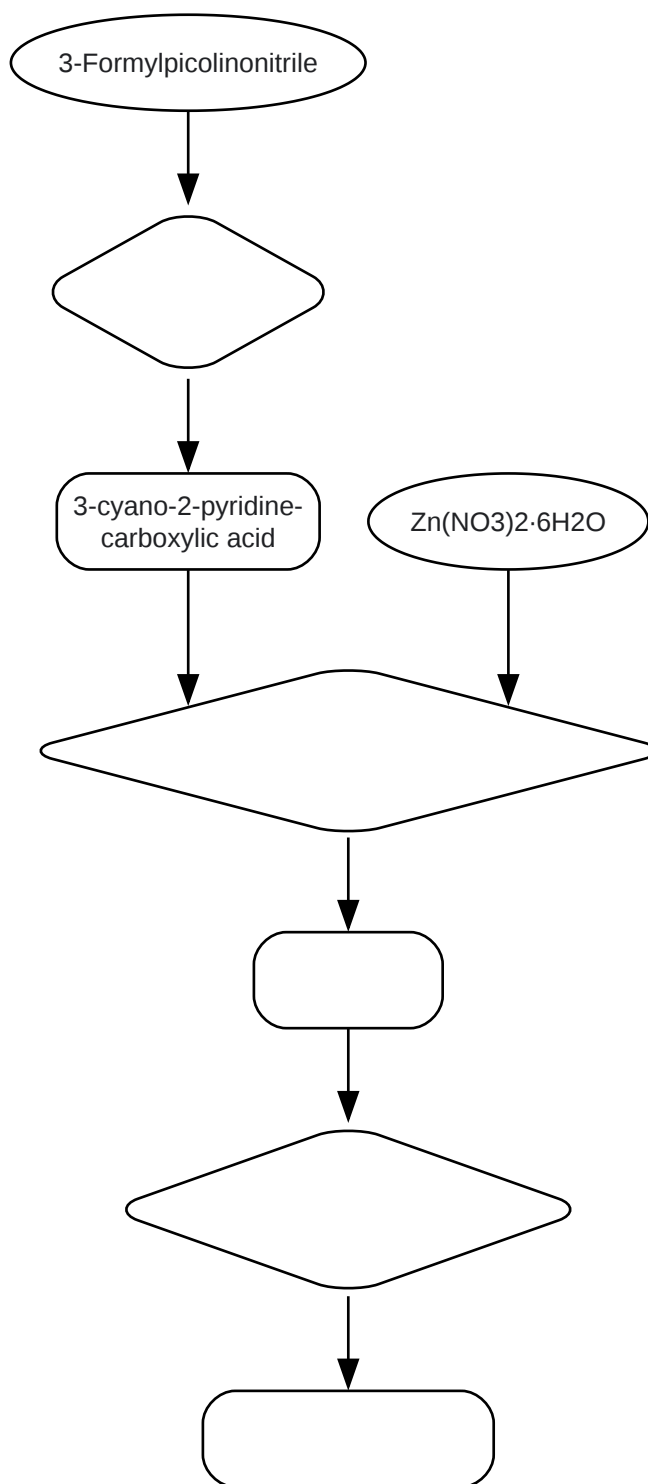 3-Formylpicolinonitrile
3-cyano-2-pyridine-
carboxylic acid
Zn(NO3)2·6H2O